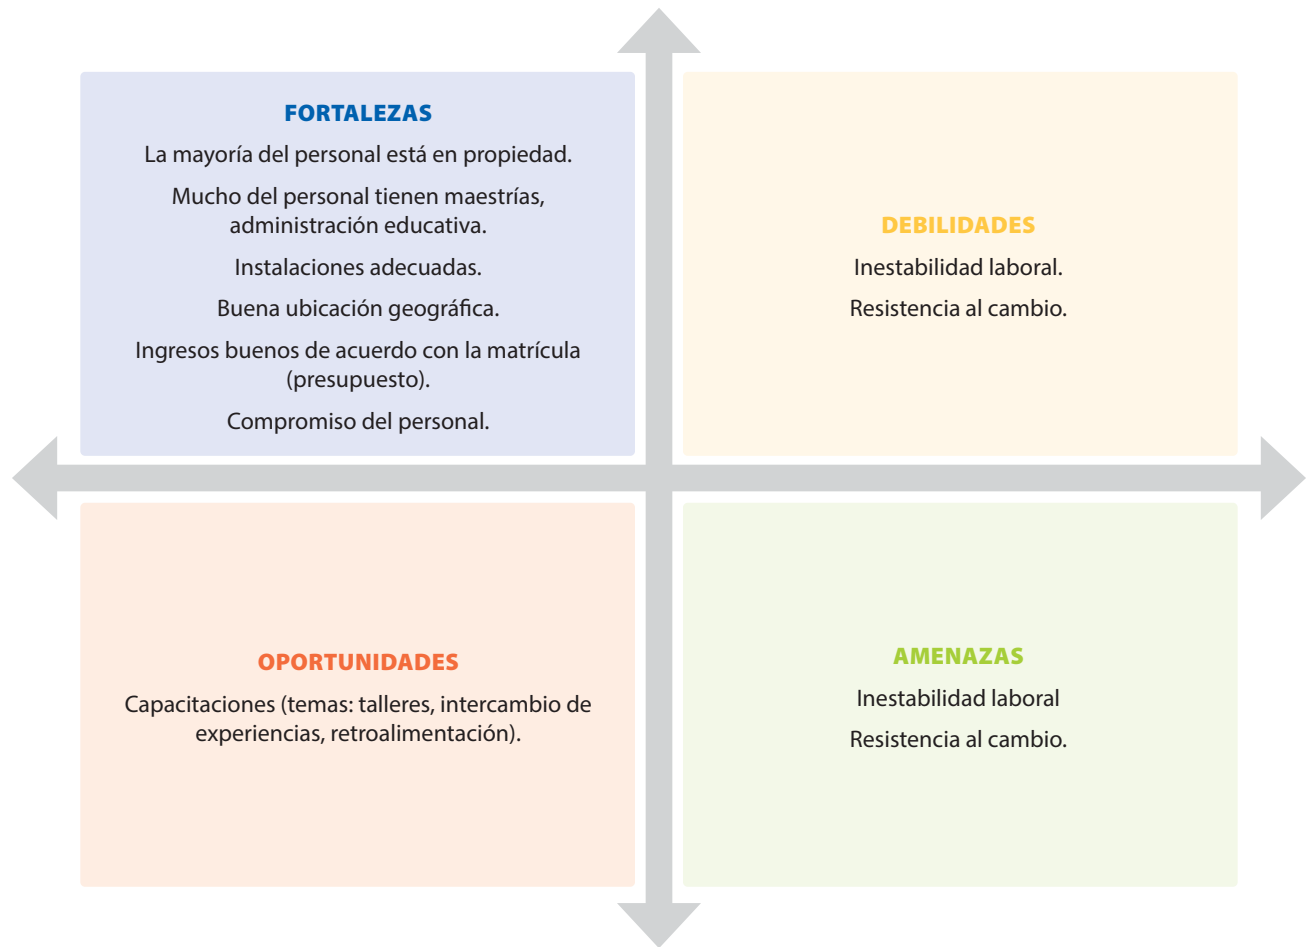 FORTALEZAS
La mayoría del personal está en propiedad.
Mucho del personal tienen maestrías,
administración educativa.
Instalaciones adecuadas.
Buena ubicación geográfica.
Ingresos buenos de acuerdo con la matrícula
(presupuesto).
Compromiso del personal.
DEBILIDADES
Inestabilidad laboral.
Resistencia al cambio.
OPORTUNIDADES
Capacitaciones (temas: talleres, intercambio de
experiencias, retroalimentación).
AMENAZAS
Inestabilidad laboral
Resistencia al cambio.